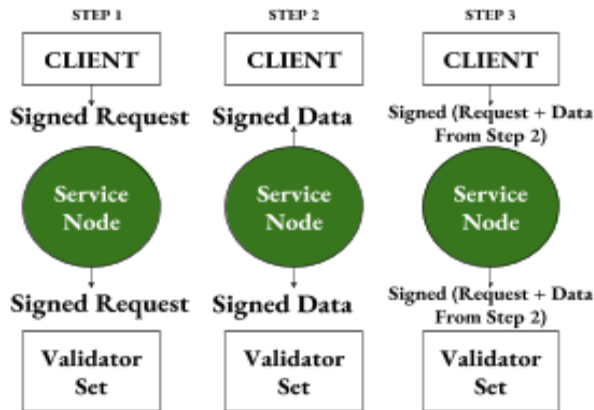 STEP 1
CLIENT
Signed Request
Service
Node
Signed Request
Validator
Set
STEP 2
CLIENT
Signed Data
Service
Node
Signed Data
Validator
Set
STEP 3
CLIENT
Signed (Request + Data
From Step 2)
Service
Node
Signed (Request + Data
From Step 2)
Validator
Set